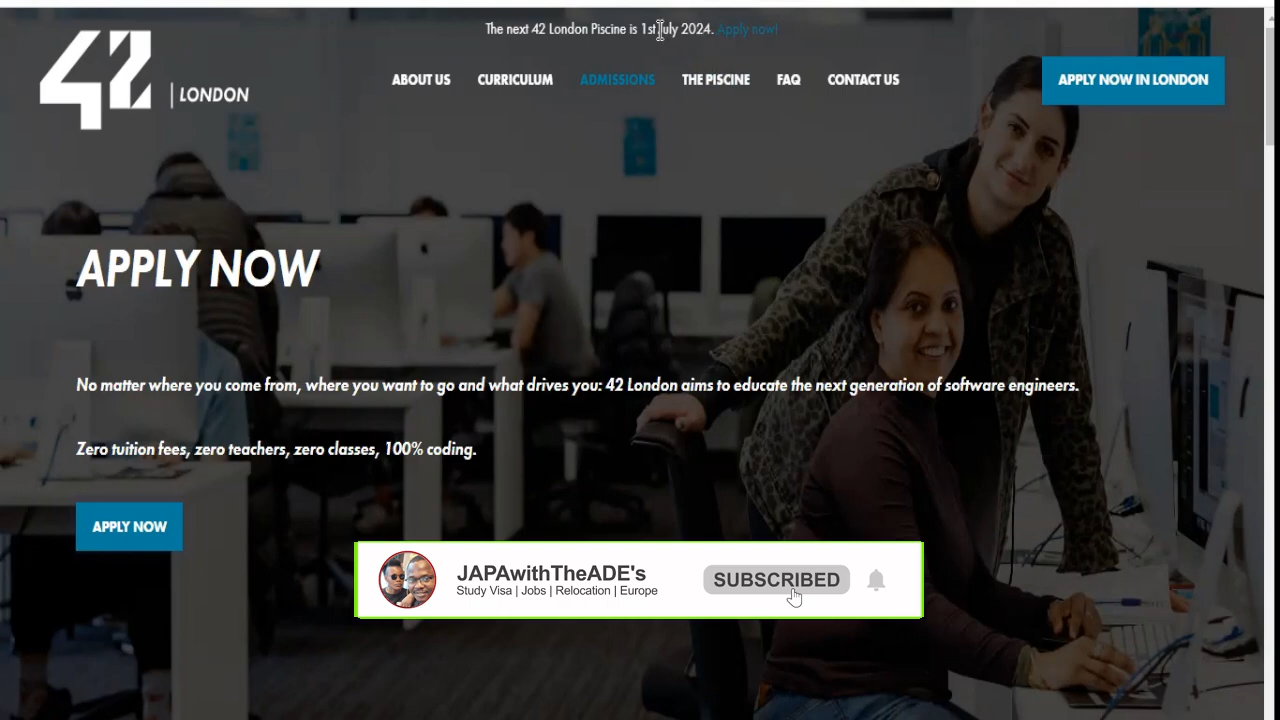 The next 42 London Piscine is 1st July 2024. Apply now!
42 | LONDON
ABOUT US CURRICULUM ADMISSIONS THE PISCINE FAQ CONTACT US
APPLY NOW IN LONDON
APPLY NOW
No matter where you come from, where you want to go and what drives you: 42 London aims to educate the next generation of software engineers.
Zero tuition fees, zero teachers, zero classes, 100% coding.
APPLY NOW
JAPAwithTheADE's
SUBSCRIBED
Study Visa | Jobs | Relocation | Europe